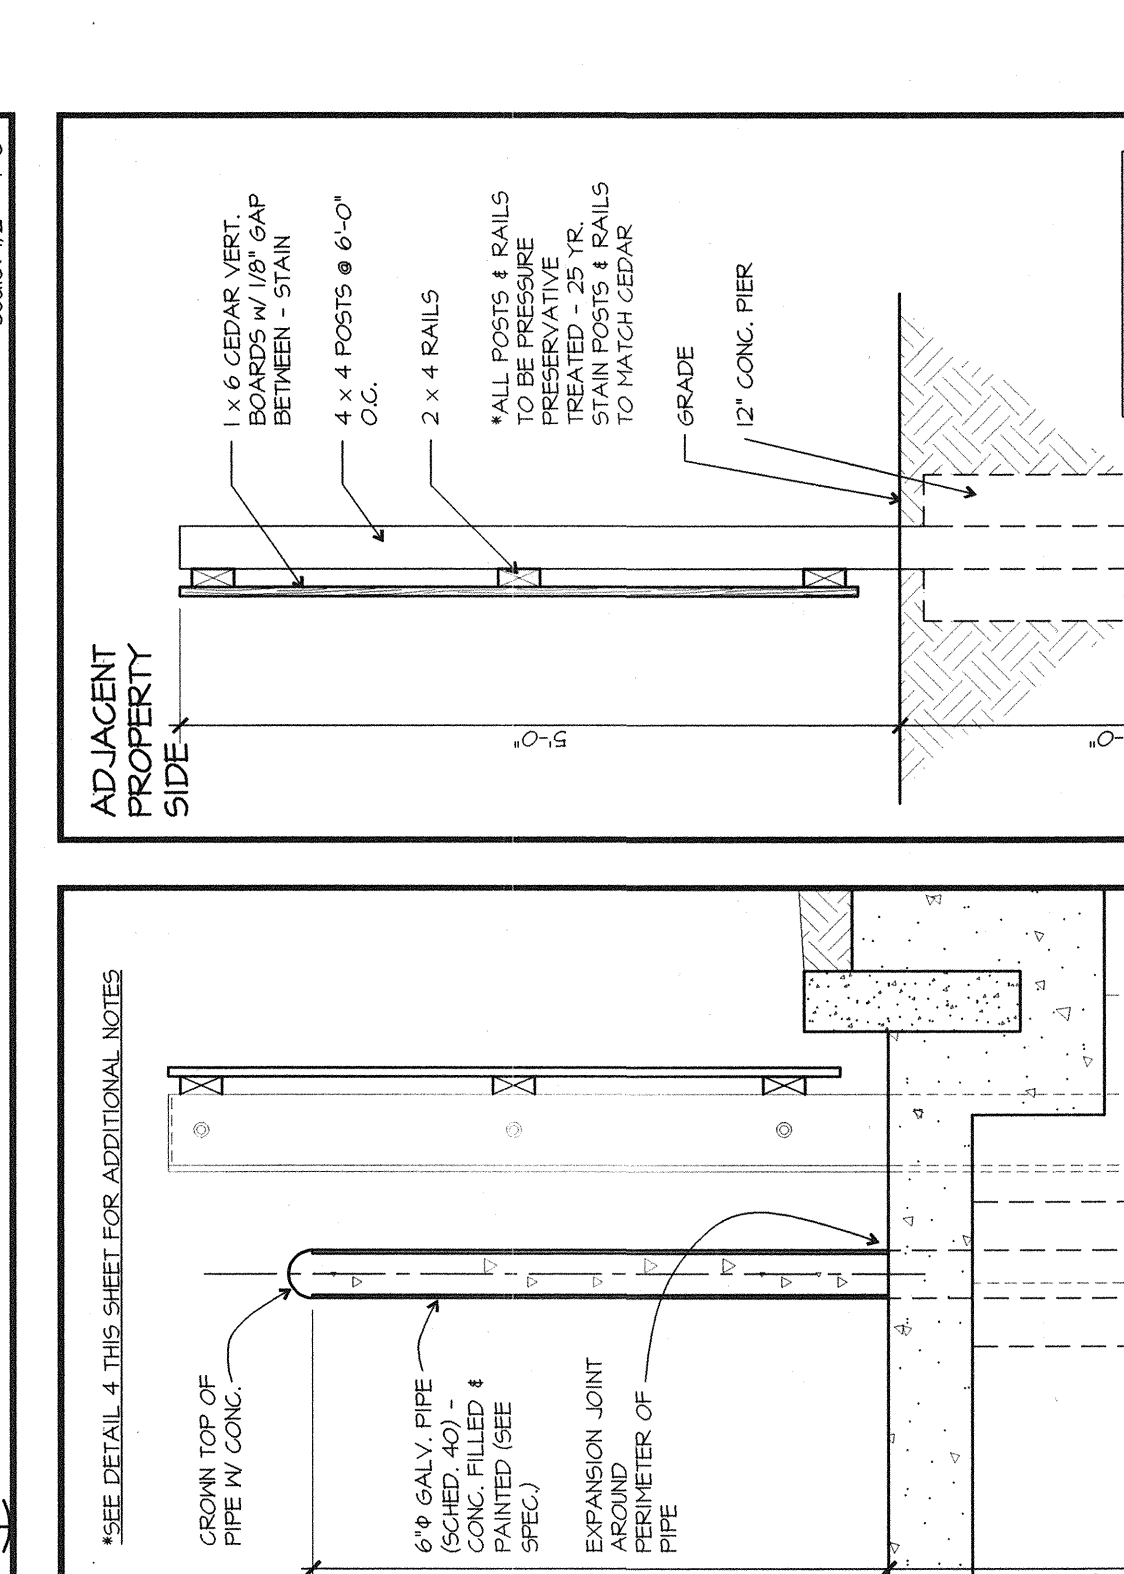 ADJACENT
PROPERTY
SIDE
1 x 6 CEDAR VERT.
BOARDS W/ 1/8" GAP
BETWEEN - STAIN
4 x 4 POSTS @ 6'-0"
O.C.
2 x 4 RAILS
*ALL POSTS & RAILS
TO BE PRESSURE
PRESERVATIVE
TREATED - 25 YR.
STAIN POSTS & RAILS
TO MATCH CEDAR
GRADE
12" CONC. PIER
5'-0"
-0"
*SEE DETAIL 4 THIS SHEET FOR ADDITIONAL NOTES
CROWN TOP OF
PIPE W/ CONC.
6"Φ GALV. PIPE
(SCHED. 40) -
CONC. FILLED &
PAINTED (SEE
SPEC.)
EXPANSION JOINT
AROUND
PERIMETER OF
PIPE